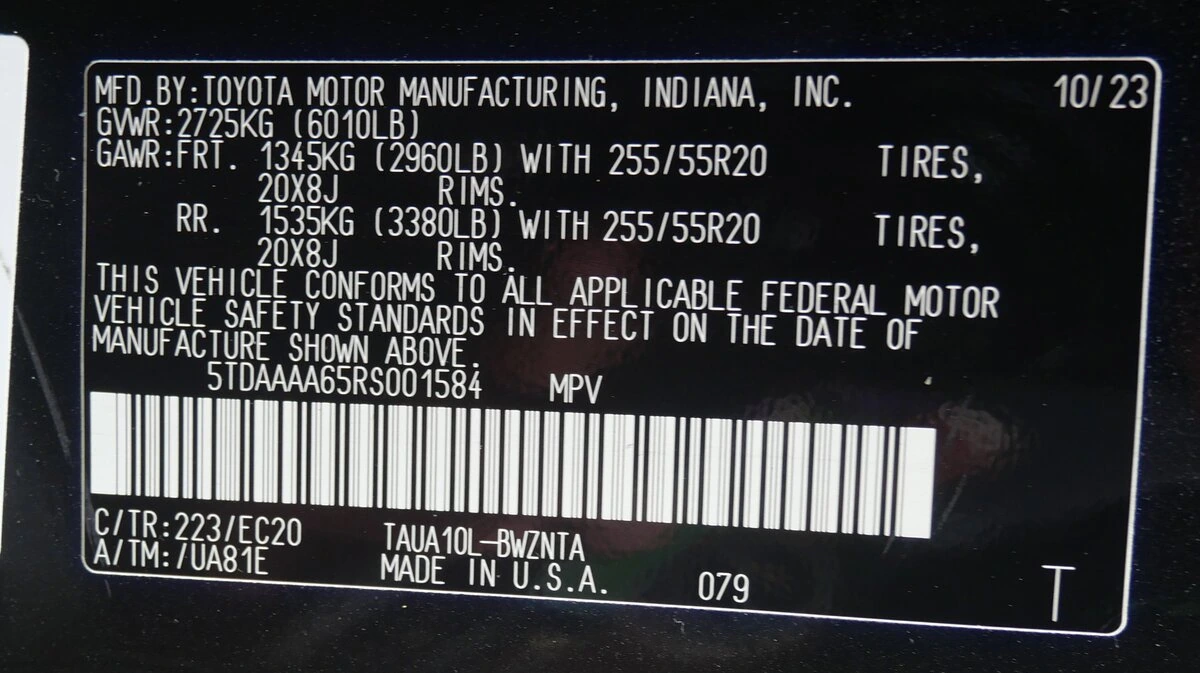 MFD.BY:TOYOTA MOTOR MANUFACTURING, INDIANA, INC. 10/23
GVWR:2725KG (6010LB)
GAWR:FRT. 1345KG (2960LB) WITH 255/55R20 TIRES,
20X8J RIMS.
RR. 1535KG (3380LB) WITH 255/55R20 TIRES,
20X8J RIMS.
THIS VEHICLE CONFORMS TO ALL APPLICABLE FEDERAL MOTOR
VEHICLE SAFETY STANDARDS IN EFFECT ON THE DATE OF
MANUFACTURE SHOWN ABOVE.
5TDAAAA65RS001584 MPV
C/TR:223/EC20 TAUA10L-BWZNTA
A/TM:/UA81E MADE IN U.S.A. 079 T